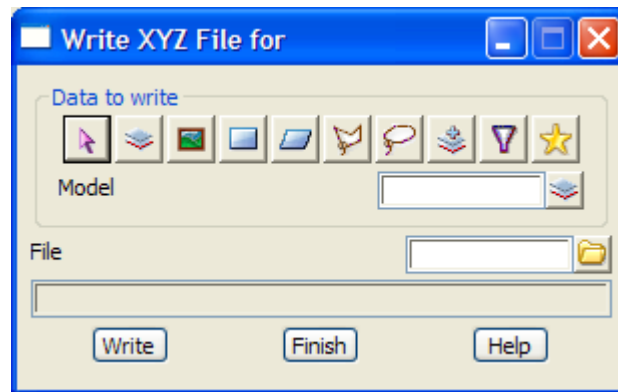 Write XYZ File for
Data to write
Model
File
Write Finish Help